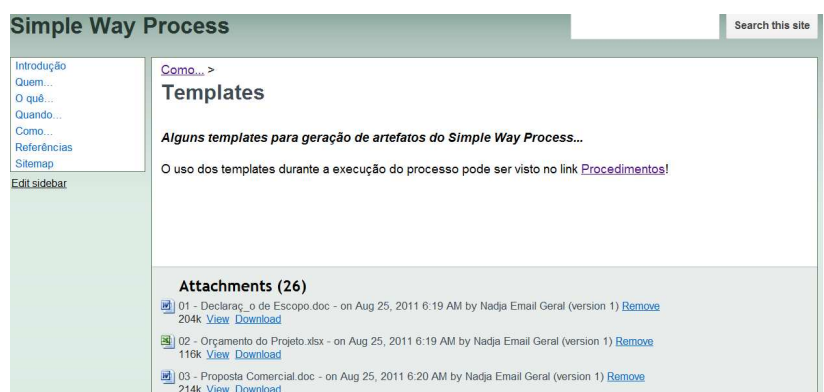 Simple Way Process
Search this site
Introdução
Quem...
O quê...
Quando...
Como...
Referências
Sitemap
Edit sidebar
Como... >
Templates
Alguns templates para geração de artefatos do Simple Way Process...
O uso dos templates durante a execução do processo pode ser visto no link Procedimentos!
Attachments (26)
01 - Declaraç_o de Escopo.doc - on Aug 25, 2011 6:19 AM by Nadja Email Geral (version 1) Remove
204k View Download
02 - Orçamento do Projeto.xlsx - on Aug 25, 2011 6:19 AM by Nadja Email Geral (version 1) Remove
116k View Download
03 - Proposta Comercial.doc - on Aug 25, 2011 6:20 AM by Nadja Email Geral (version 1) Remove
214k View Download